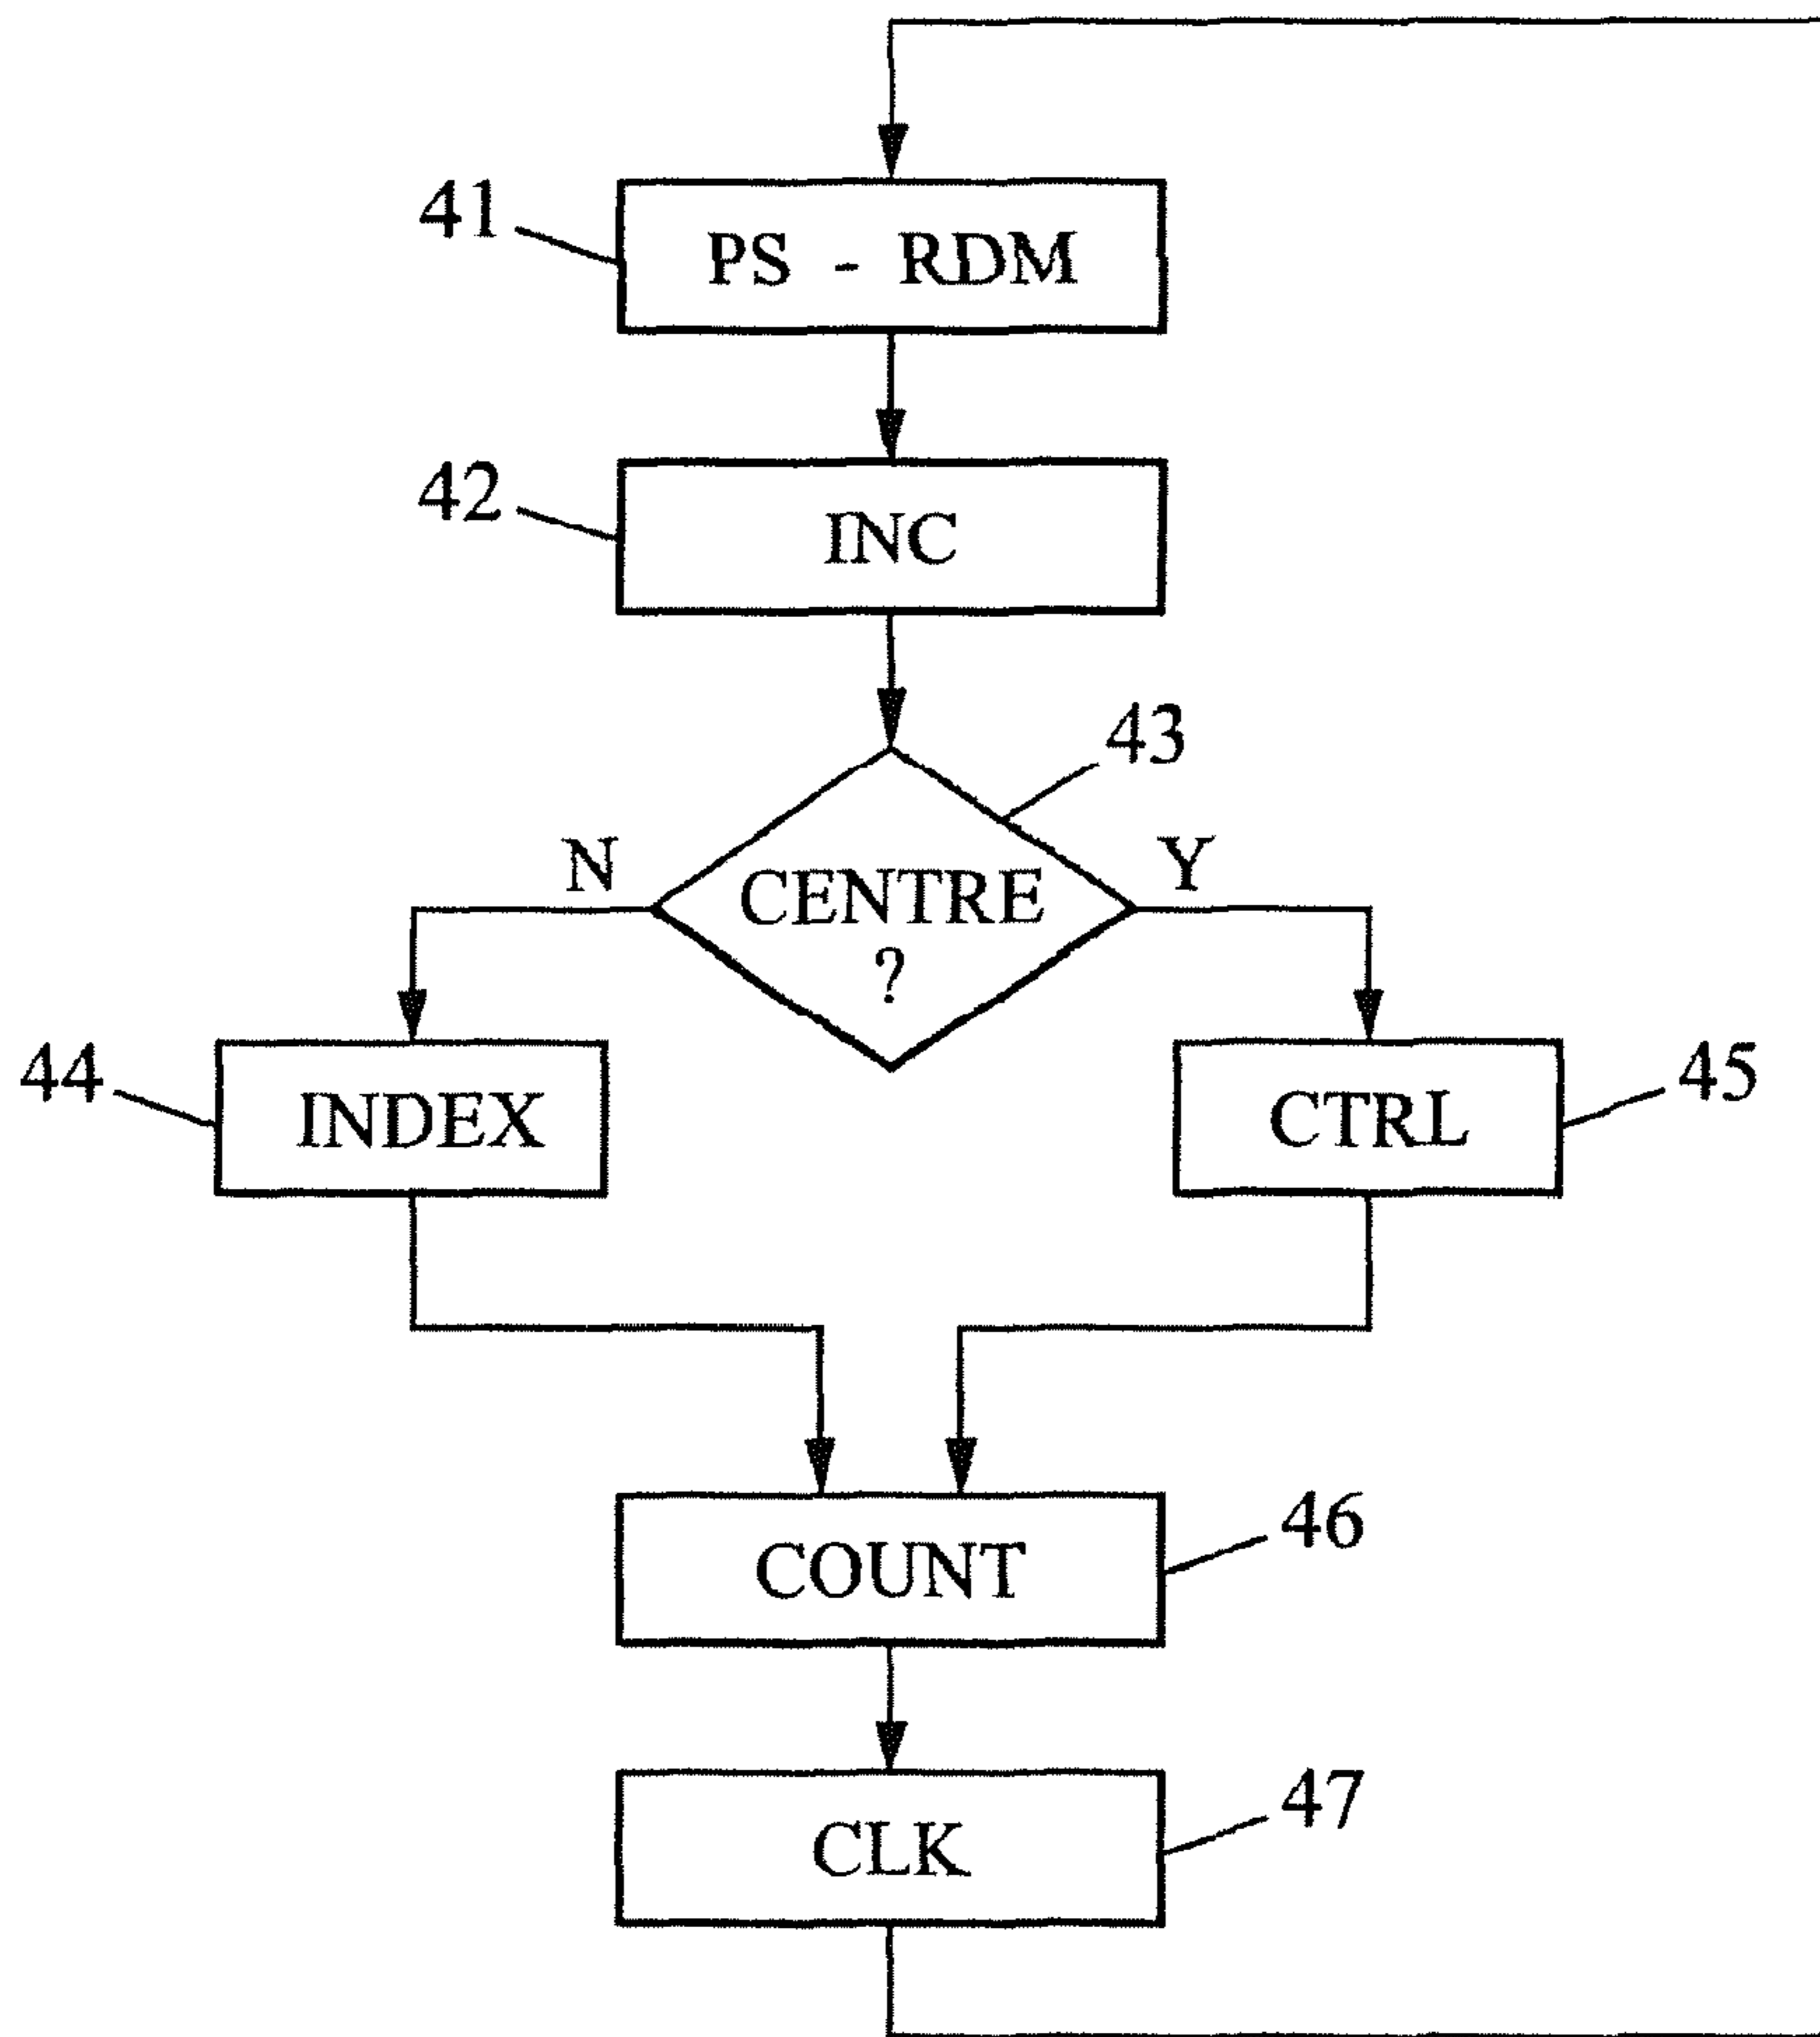 41
PS - RDM
42
INC
43
N
Y
CENTRE
?
44
INDEX
45
CTRL
46
COUNT
47
CLK